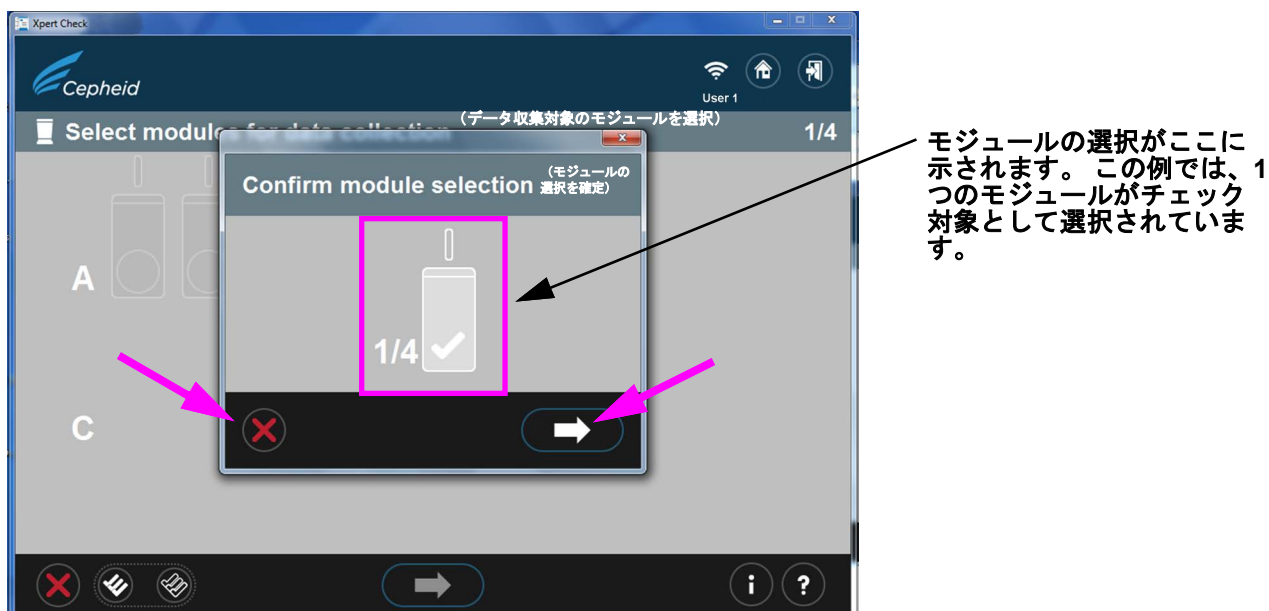 Xpert Check
Cepheid
User 1
(データ収集対象のモジュールを選択)
Select modules for data collection
1/4
Confirm module selection
(モジュールの
選択を確定)
A
1/4
C
i
?
モジュールの選択がここに
示されます。 この例では、1
つのモジュールがチェック
対象として選択されていま
す。